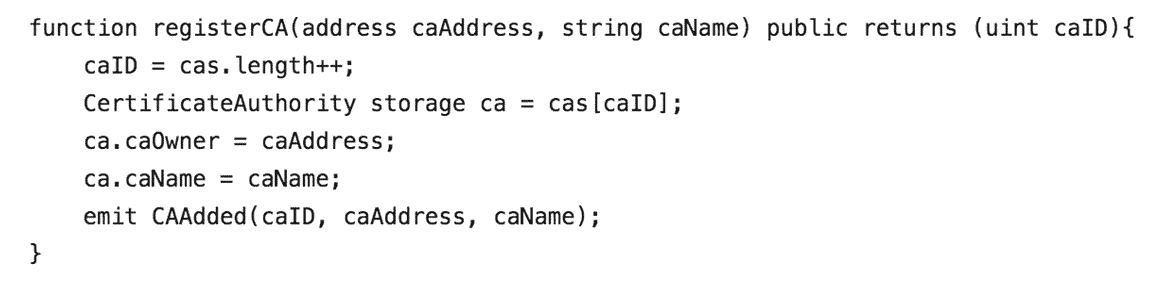 function registerCA(address caAddress, string caName) public returns (uint caID){
    caID = cas.length++;
    CertificateAuthority storage ca = cas[caID];
    ca.caOwner = caAddress;
    ca.caName = caName;
    emit CAAdded(caID, caAddress, caName);
}